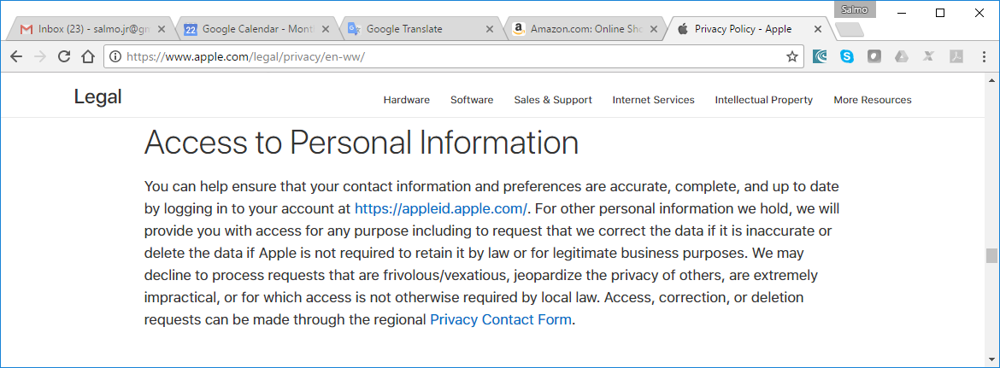 Salmo
Inbox (23) - salmo.jr@gm
Google Calendar - Mont
Google Translate
Amazon.com: Online Sho
Privacy Policy - Apple
https://www.apple.com/legal/privacy/en-ww/
Legal
Hardware Software Sales & Support Internet Services Intellectual Property More Resources
Access to Personal Information
You can help ensure that your contact information and preferences are accurate, complete, and up to date
by logging in to your account at https://appleid.apple.com/. For other personal information we hold, we will
provide you with access for any purpose including to request that we correct the data if it is inaccurate or
delete the data if Apple is not required to retain it by law or for legitimate business purposes. We may
decline to process requests that are frivolous/vexatious, jeopardize the privacy of others, are extremely
impractical, or for which access is not otherwise required by local law. Access, correction, or deletion
requests can be made through the regional Privacy Contact Form.